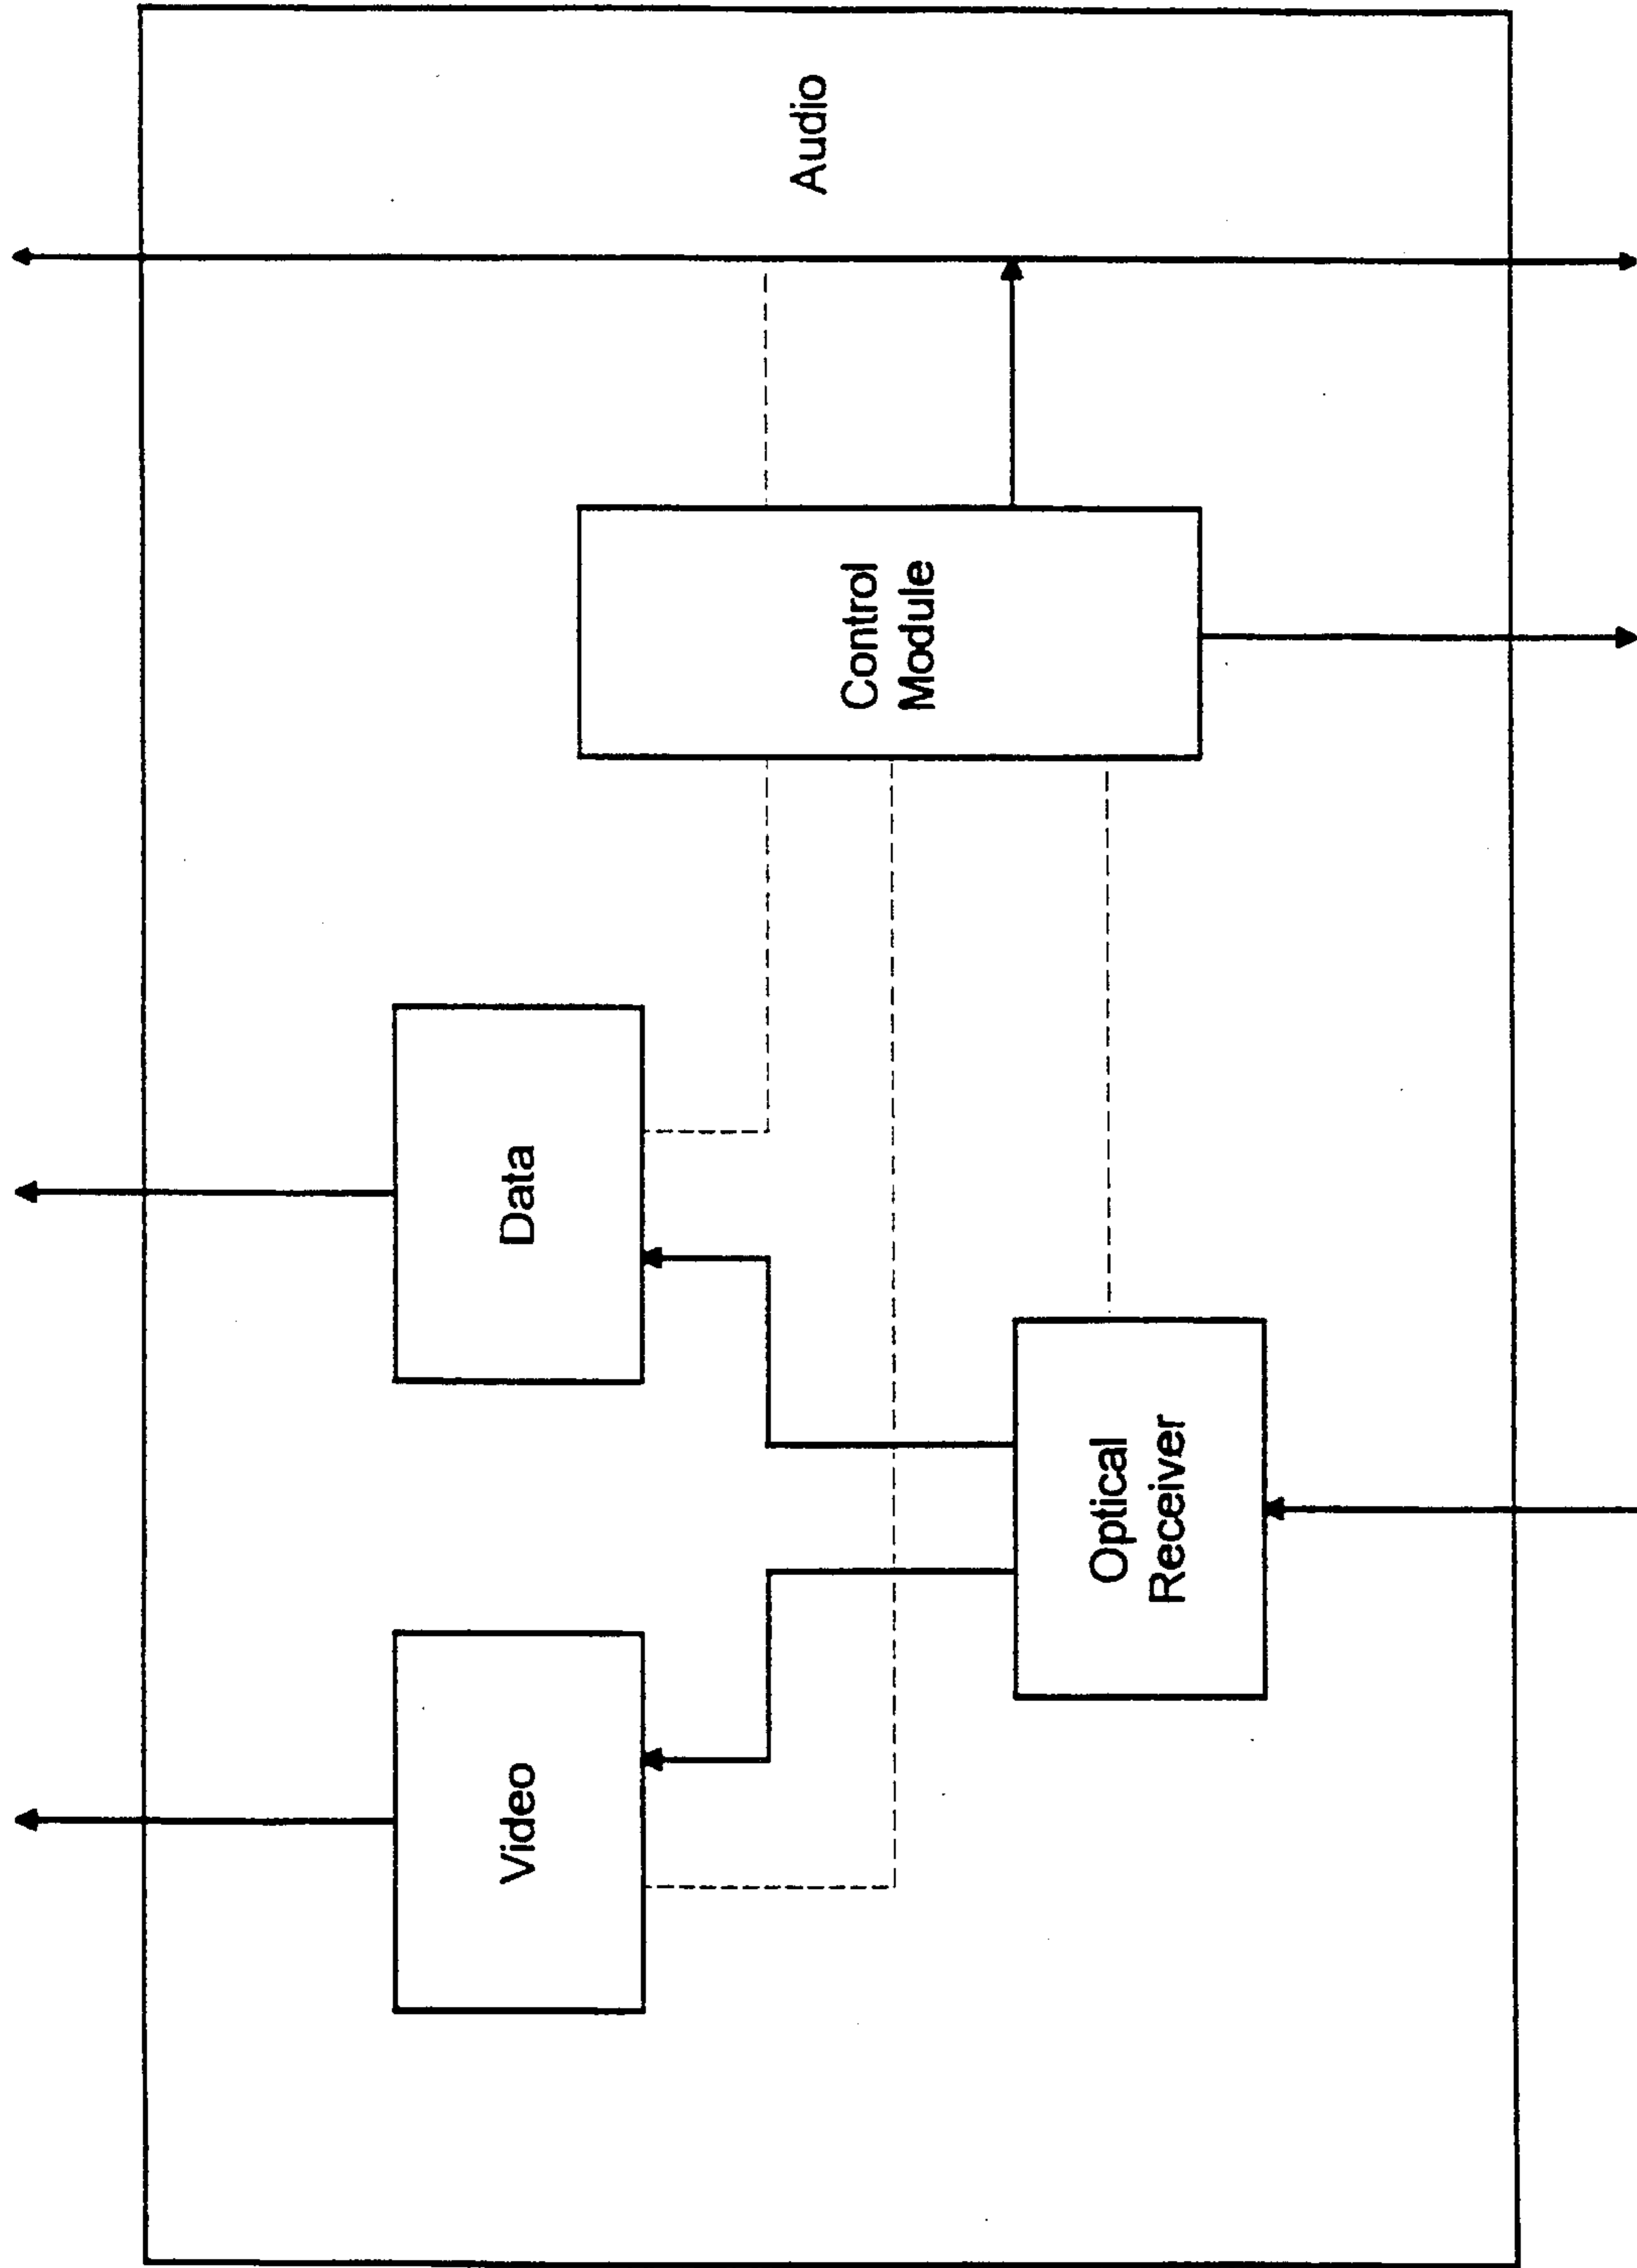 Video
Data
Optical
Receiver
Control
Module
Audio